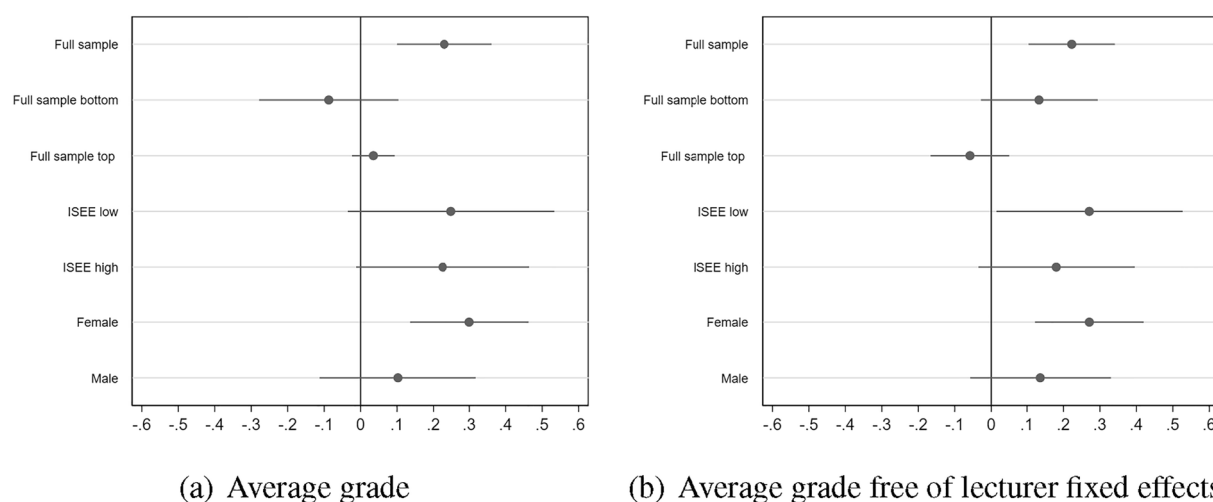 Full sample
Full sample bottom
Full sample top
ISEE low
ISEE high
Female
Male
-.6 -.5 -.4 -.3 -.2 -.1 0 .1 .2 .3 .4 .5 .6
(a) Average grade
Full sample
Full sample bottom
Full sample top
ISEE low
ISEE high
Female
Male
-.6 -.5 -.4 -.3 -.2 -.1 0 .1 .2 .3 .4 .5 .6
(b) Average grade free of lecturer fixed effects